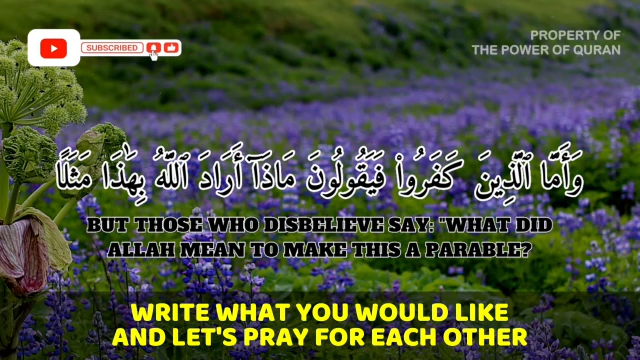 SUBSCRIBED
PROPERTY OF
THE POWER OF QURAN
وَأَمَّا ٱلَّذِينَ كَفَرُوا۟ فَيَقُولُونَ مَاذَآ أَرَادَ ٱللَّهُ بِهَٰذَا مَثَلًا
BUT THOSE WHO DISBELIEVE SAY: "WHAT DID
ALLAH MEAN TO MAKE THIS A PARABLE?
WRITE WHAT YOU WOULD LIKE
AND LET'S PRAY FOR EACH OTHER